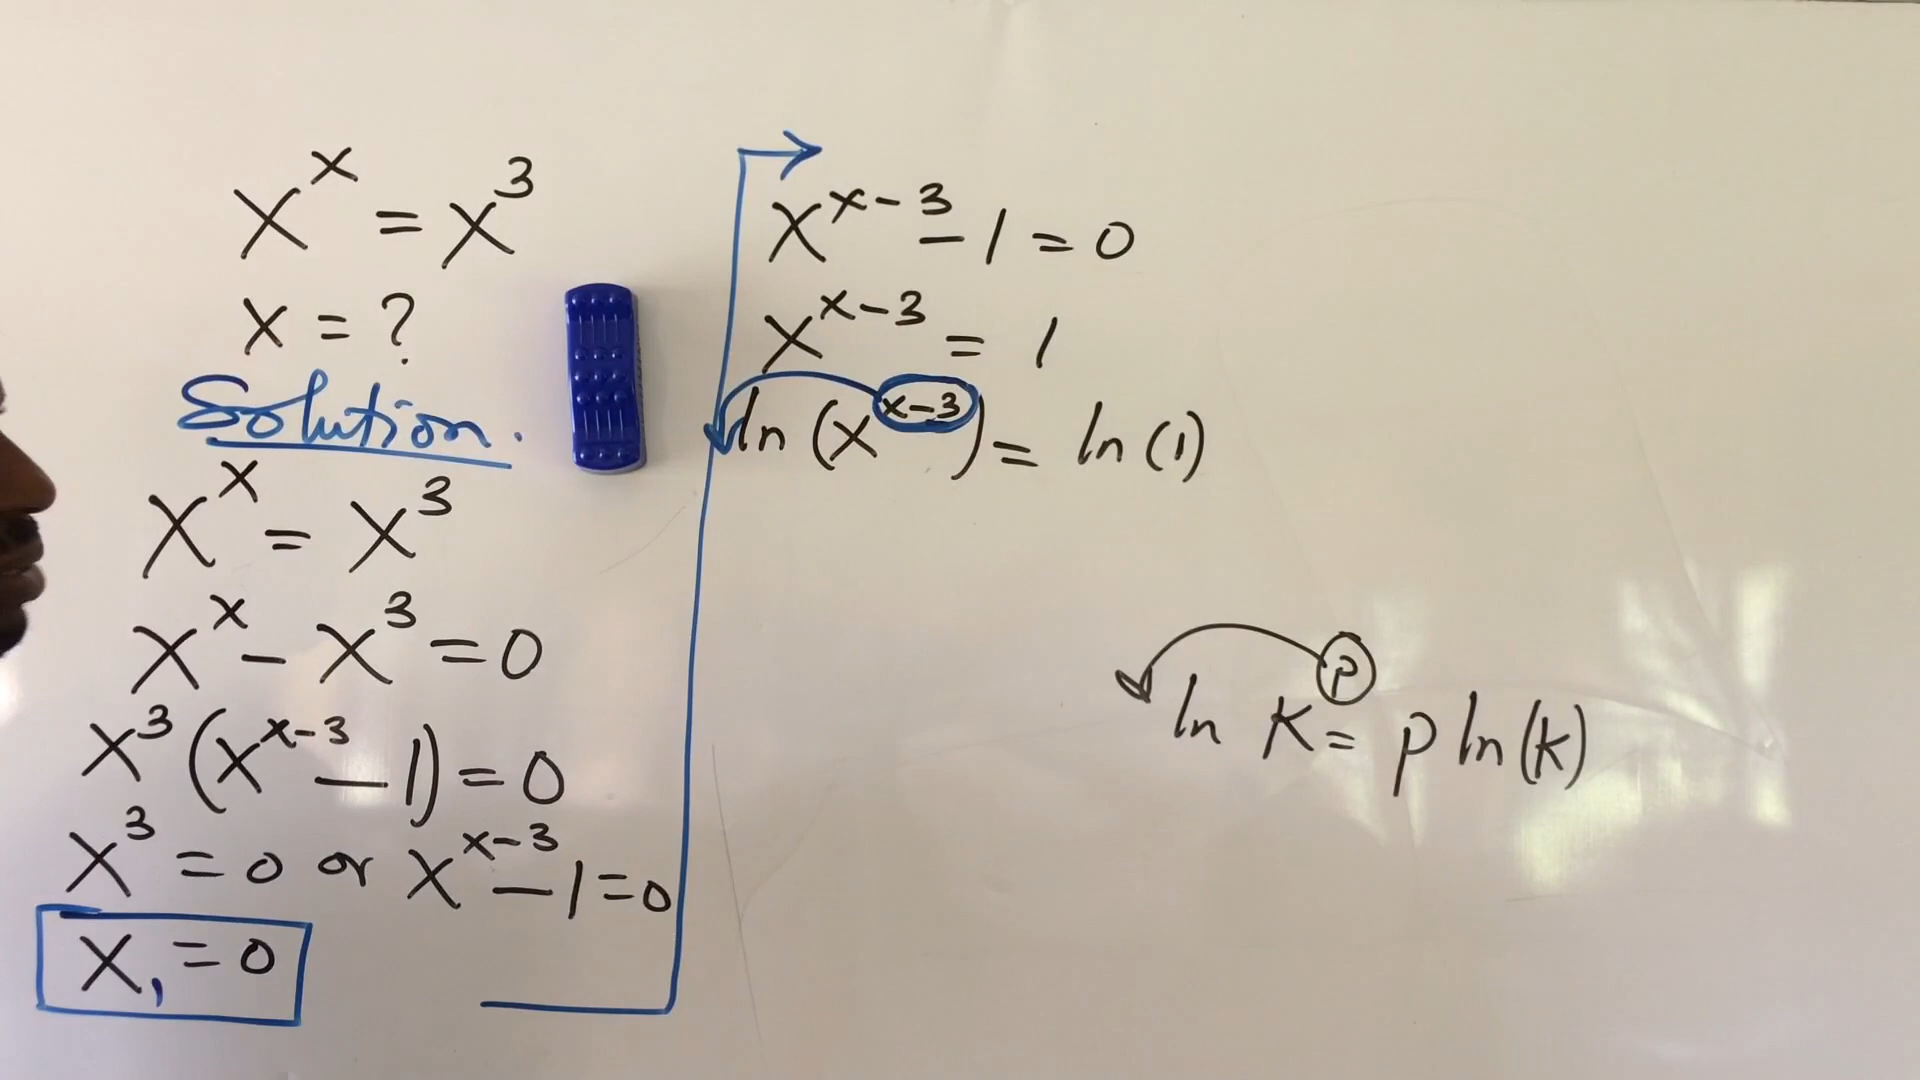 x^x = x^3
x = ?
Solution.
x^x = x^3
x^x - x^3 = 0
x^3 (x^{x-3} - 1) = 0
x^3 = 0 or x^{x-3} - 1 = 0
x_1 = 0
x^{x-3} - 1 = 0
x^{x-3} = 1
ln (x^{x-3}) = ln (1)
ln K^p = p ln(k)